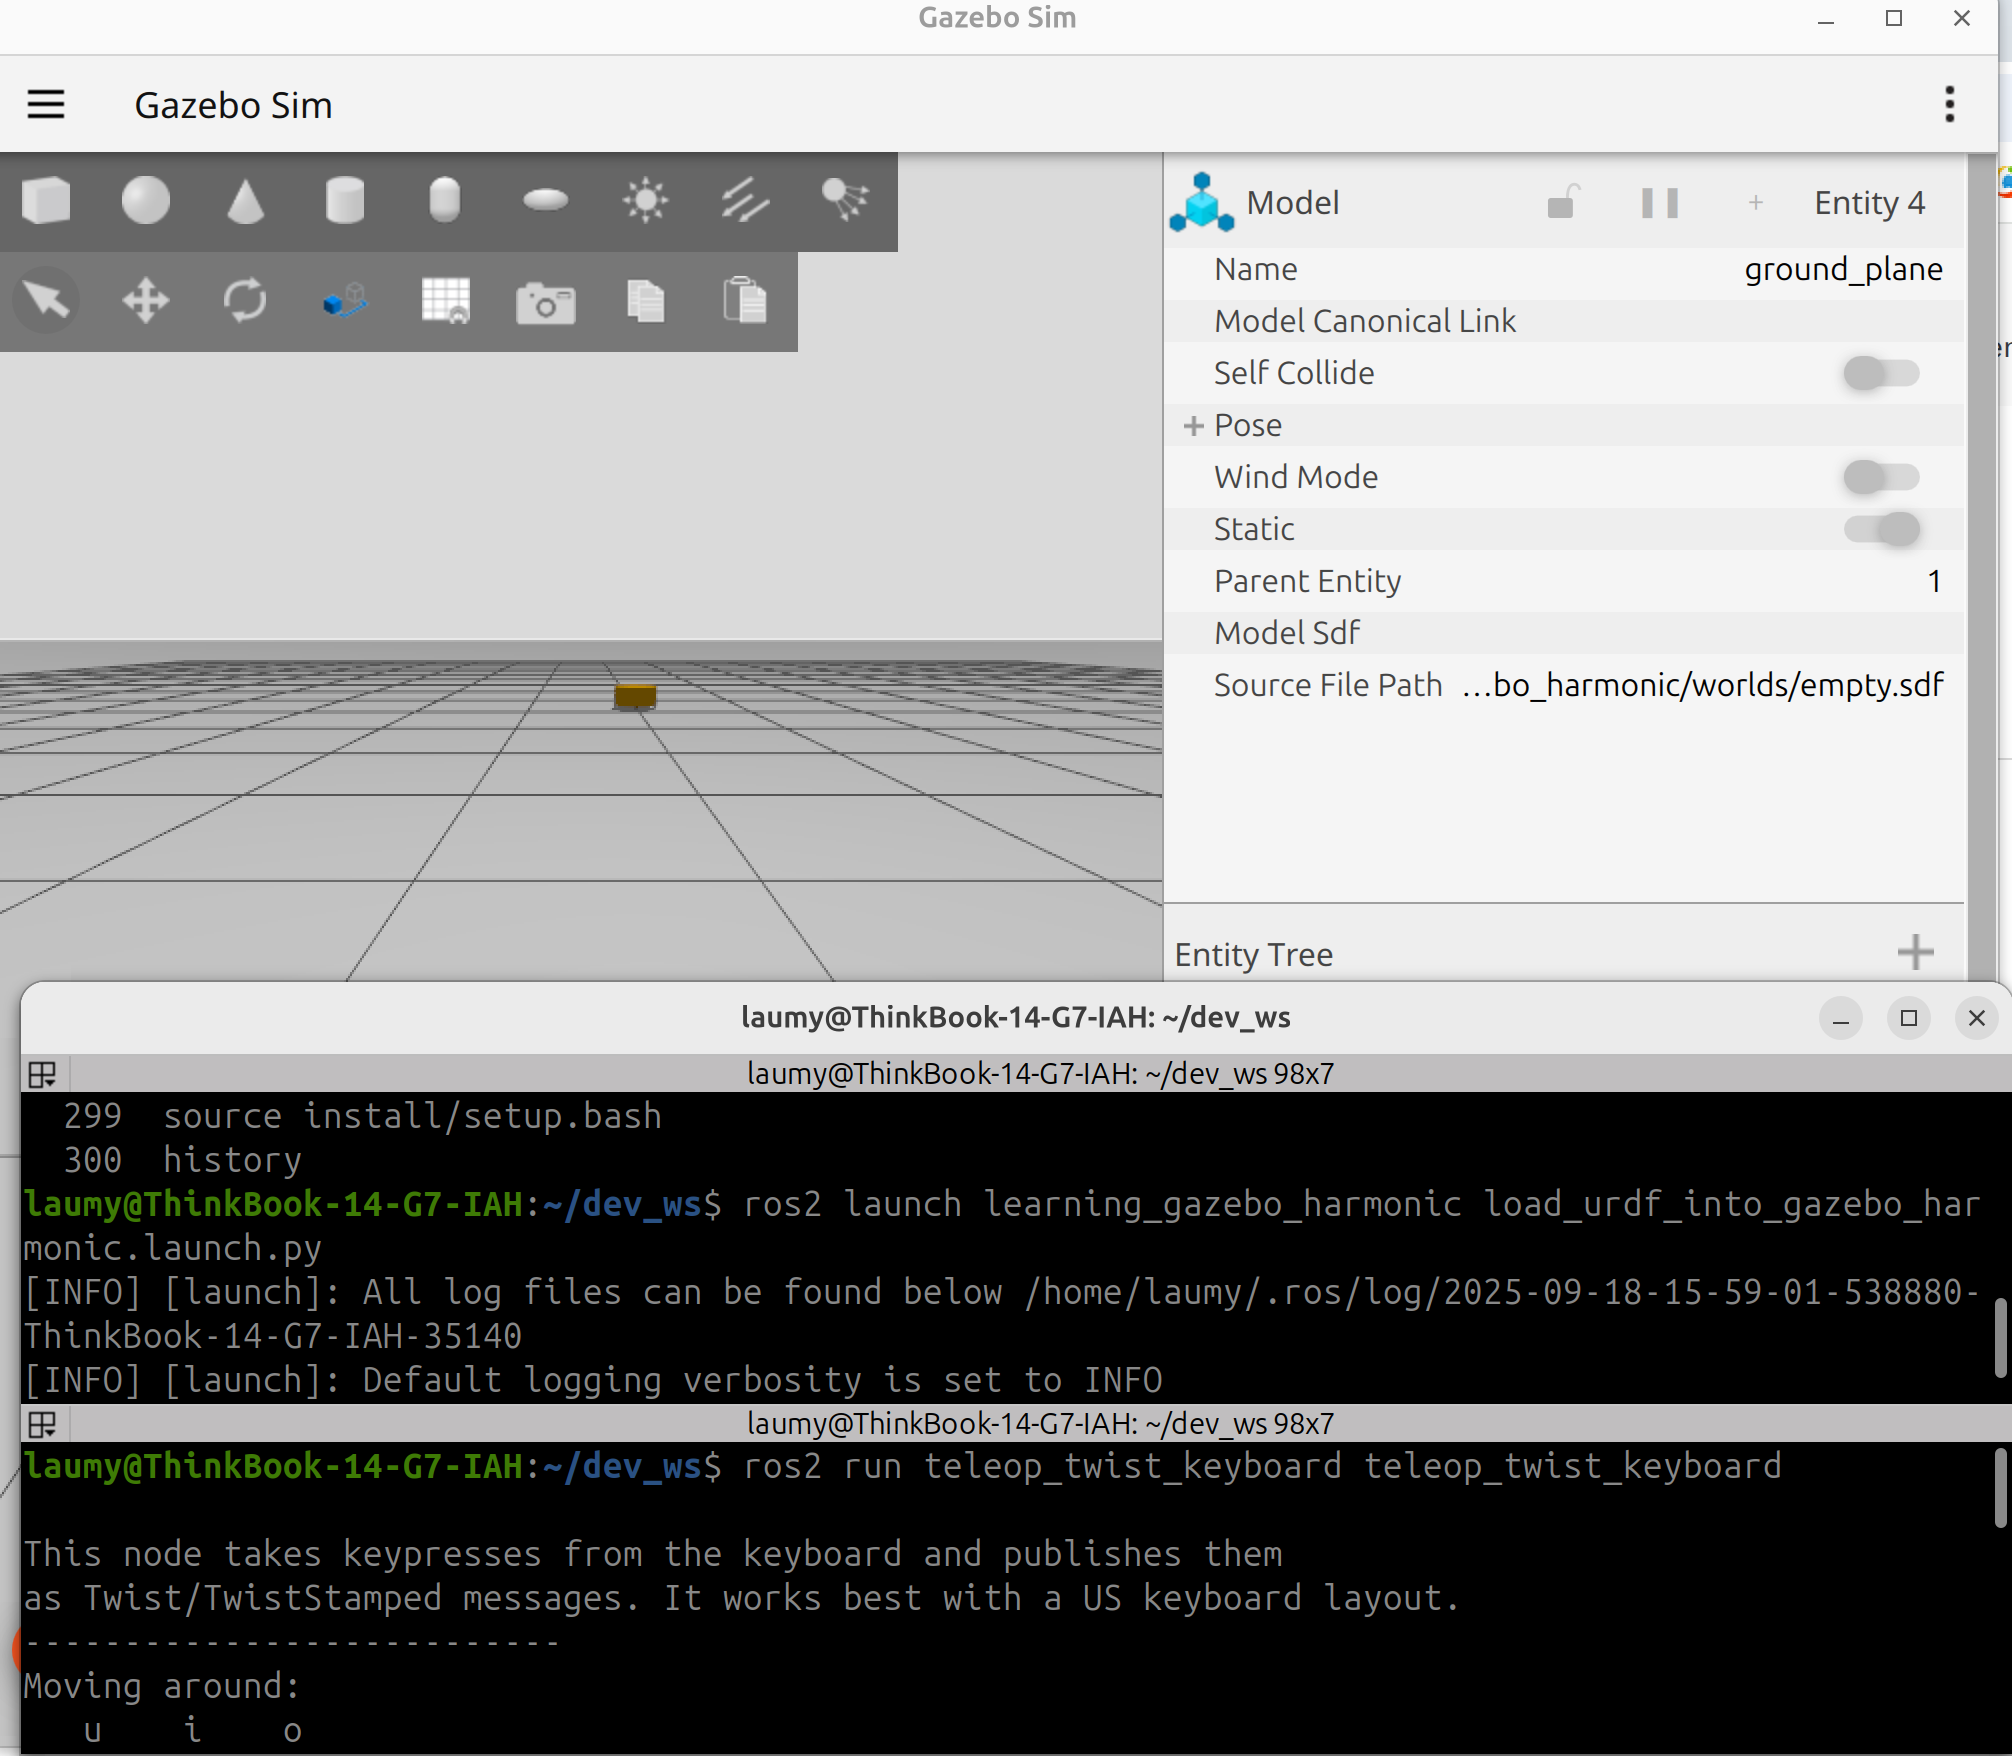 Gazebo Sim
Gazebo Sim
Model
Entity 4
Name ground_plane
Model Canonical Link
Self Collide
Pose
Wind Mode
Static
Parent Entity 1
Model Sdf
Source File Path ...bo_harmonic/worlds/empty.sdf
Entity Tree
laumy@ThinkBook-14-G7-IAH: ~/dev_ws
laumy@ThinkBook-14-G7-IAH: ~/dev_ws 98x7
299 source install/setup.bash
300 history
laumy@ThinkBook-14-G7-IAH:~/dev_ws$ ros2 launch learning_gazebo_harmonic load_urdf_into_gazebo_har
monic.launch.py
[INFO] [launch]: All log files can be found below /home/laumy/.ros/log/2025-09-18-15-59-01-538880-
ThinkBook-14-G7-IAH-35140
[INFO] [launch]: Default logging verbosity is set to INFO
laumy@ThinkBook-14-G7-IAH: ~/dev_ws 98x7
laumy@ThinkBook-14-G7-IAH:~/dev_ws$ ros2 run teleop_twist_keyboard teleop_twist_keyboard
This node takes keypresses from the keyboard and publishes them
as Twist/TwistStamped messages. It works best with a US keyboard layout.
---------------------------
Moving around:
u i o